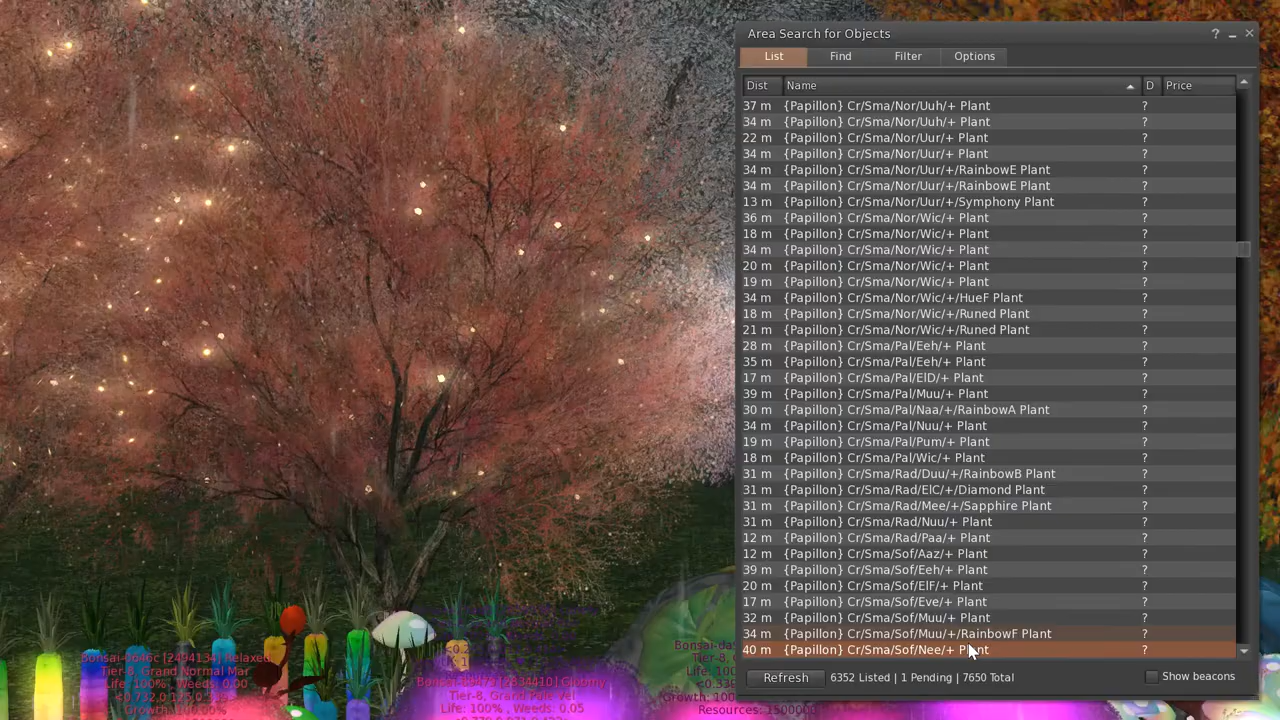 Area Search for Objects
? _ ×
List Find Filter Options
Dist Name D Price
37 m {Papillon} Cr/Sma/Nor/Uuh/+ Plant ?
34 m {Papillon} Cr/Sma/Nor/Uuh/+ Plant ?
22 m {Papillon} Cr/Sma/Nor/Uur/+ Plant ?
34 m {Papillon} Cr/Sma/Nor/Uur/+ Plant ?
34 m {Papillon} Cr/Sma/Nor/Uur/+/RainbowE Plant ?
34 m {Papillon} Cr/Sma/Nor/Uur/+/RainbowE Plant ?
13 m {Papillon} Cr/Sma/Nor/Uur/+/Symphony Plant ?
36 m {Papillon} Cr/Sma/Nor/Wic/+ Plant ?
18 m {Papillon} Cr/Sma/Nor/Wic/+ Plant ?
34 m {Papillon} Cr/Sma/Nor/Wic/+ Plant ?
20 m {Papillon} Cr/Sma/Nor/Wic/+ Plant ?
19 m {Papillon} Cr/Sma/Nor/Wic/+ Plant ?
34 m {Papillon} Cr/Sma/Nor/Wic/+/HueF Plant ?
18 m {Papillon} Cr/Sma/Nor/Wic/+/Runed Plant ?
21 m {Papillon} Cr/Sma/Nor/Wic/+/Runed Plant ?
28 m {Papillon} Cr/Sma/Pal/Eeh/+ Plant ?
35 m {Papillon} Cr/Sma/Pal/Eeh/+ Plant ?
17 m {Papillon} Cr/Sma/Pal/ElD/+ Plant ?
39 m {Papillon} Cr/Sma/Pal/Muu/+ Plant ?
30 m {Papillon} Cr/Sma/Pal/Naa/+/RainbowA Plant ?
34 m {Papillon} Cr/Sma/Pal/Nuu/+ Plant ?
19 m {Papillon} Cr/Sma/Pal/Pum/+ Plant ?
18 m {Papillon} Cr/Sma/Pal/Wic/+ Plant ?
31 m {Papillon} Cr/Sma/Rad/Duu/+/RainbowB Plant ?
31 m {Papillon} Cr/Sma/Rad/ElC/+/Diamond Plant ?
31 m {Papillon} Cr/Sma/Rad/Mee/+/Sapphire Plant ?
31 m {Papillon} Cr/Sma/Rad/Nuu/+ Plant ?
12 m {Papillon} Cr/Sma/Rad/Paa/+ Plant ?
12 m {Papillon} Cr/Sma/Sof/Aaz/+ Plant ?
39 m {Papillon} Cr/Sma/Sof/Eeh/+ Plant ?
20 m {Papillon} Cr/Sma/Sof/ElF/+ Plant ?
17 m {Papillon} Cr/Sma/Sof/Eve/+ Plant ?
32 m {Papillon} Cr/Sma/Sof/Muu/+ Plant ?
34 m {Papillon} Cr/Sma/Sof/Muu/+/RainbowF Plant ?
40 m {Papillon} Cr/Sma/Sof/Nee/+ Plant ?
Refresh 6352 Listed | 1 Pending | 7650 Total Show beacons
Relaxed
Tier-8, Grand Normal Mar
Life: 100% , Weeds: 0.00
Growth: 100.00%
Gloomy
Tier-8, Grand Pole Vel
Life: 100% , Weeds: 0.05
Bonsai-da
Tier-8,
Life: 10
Resources: